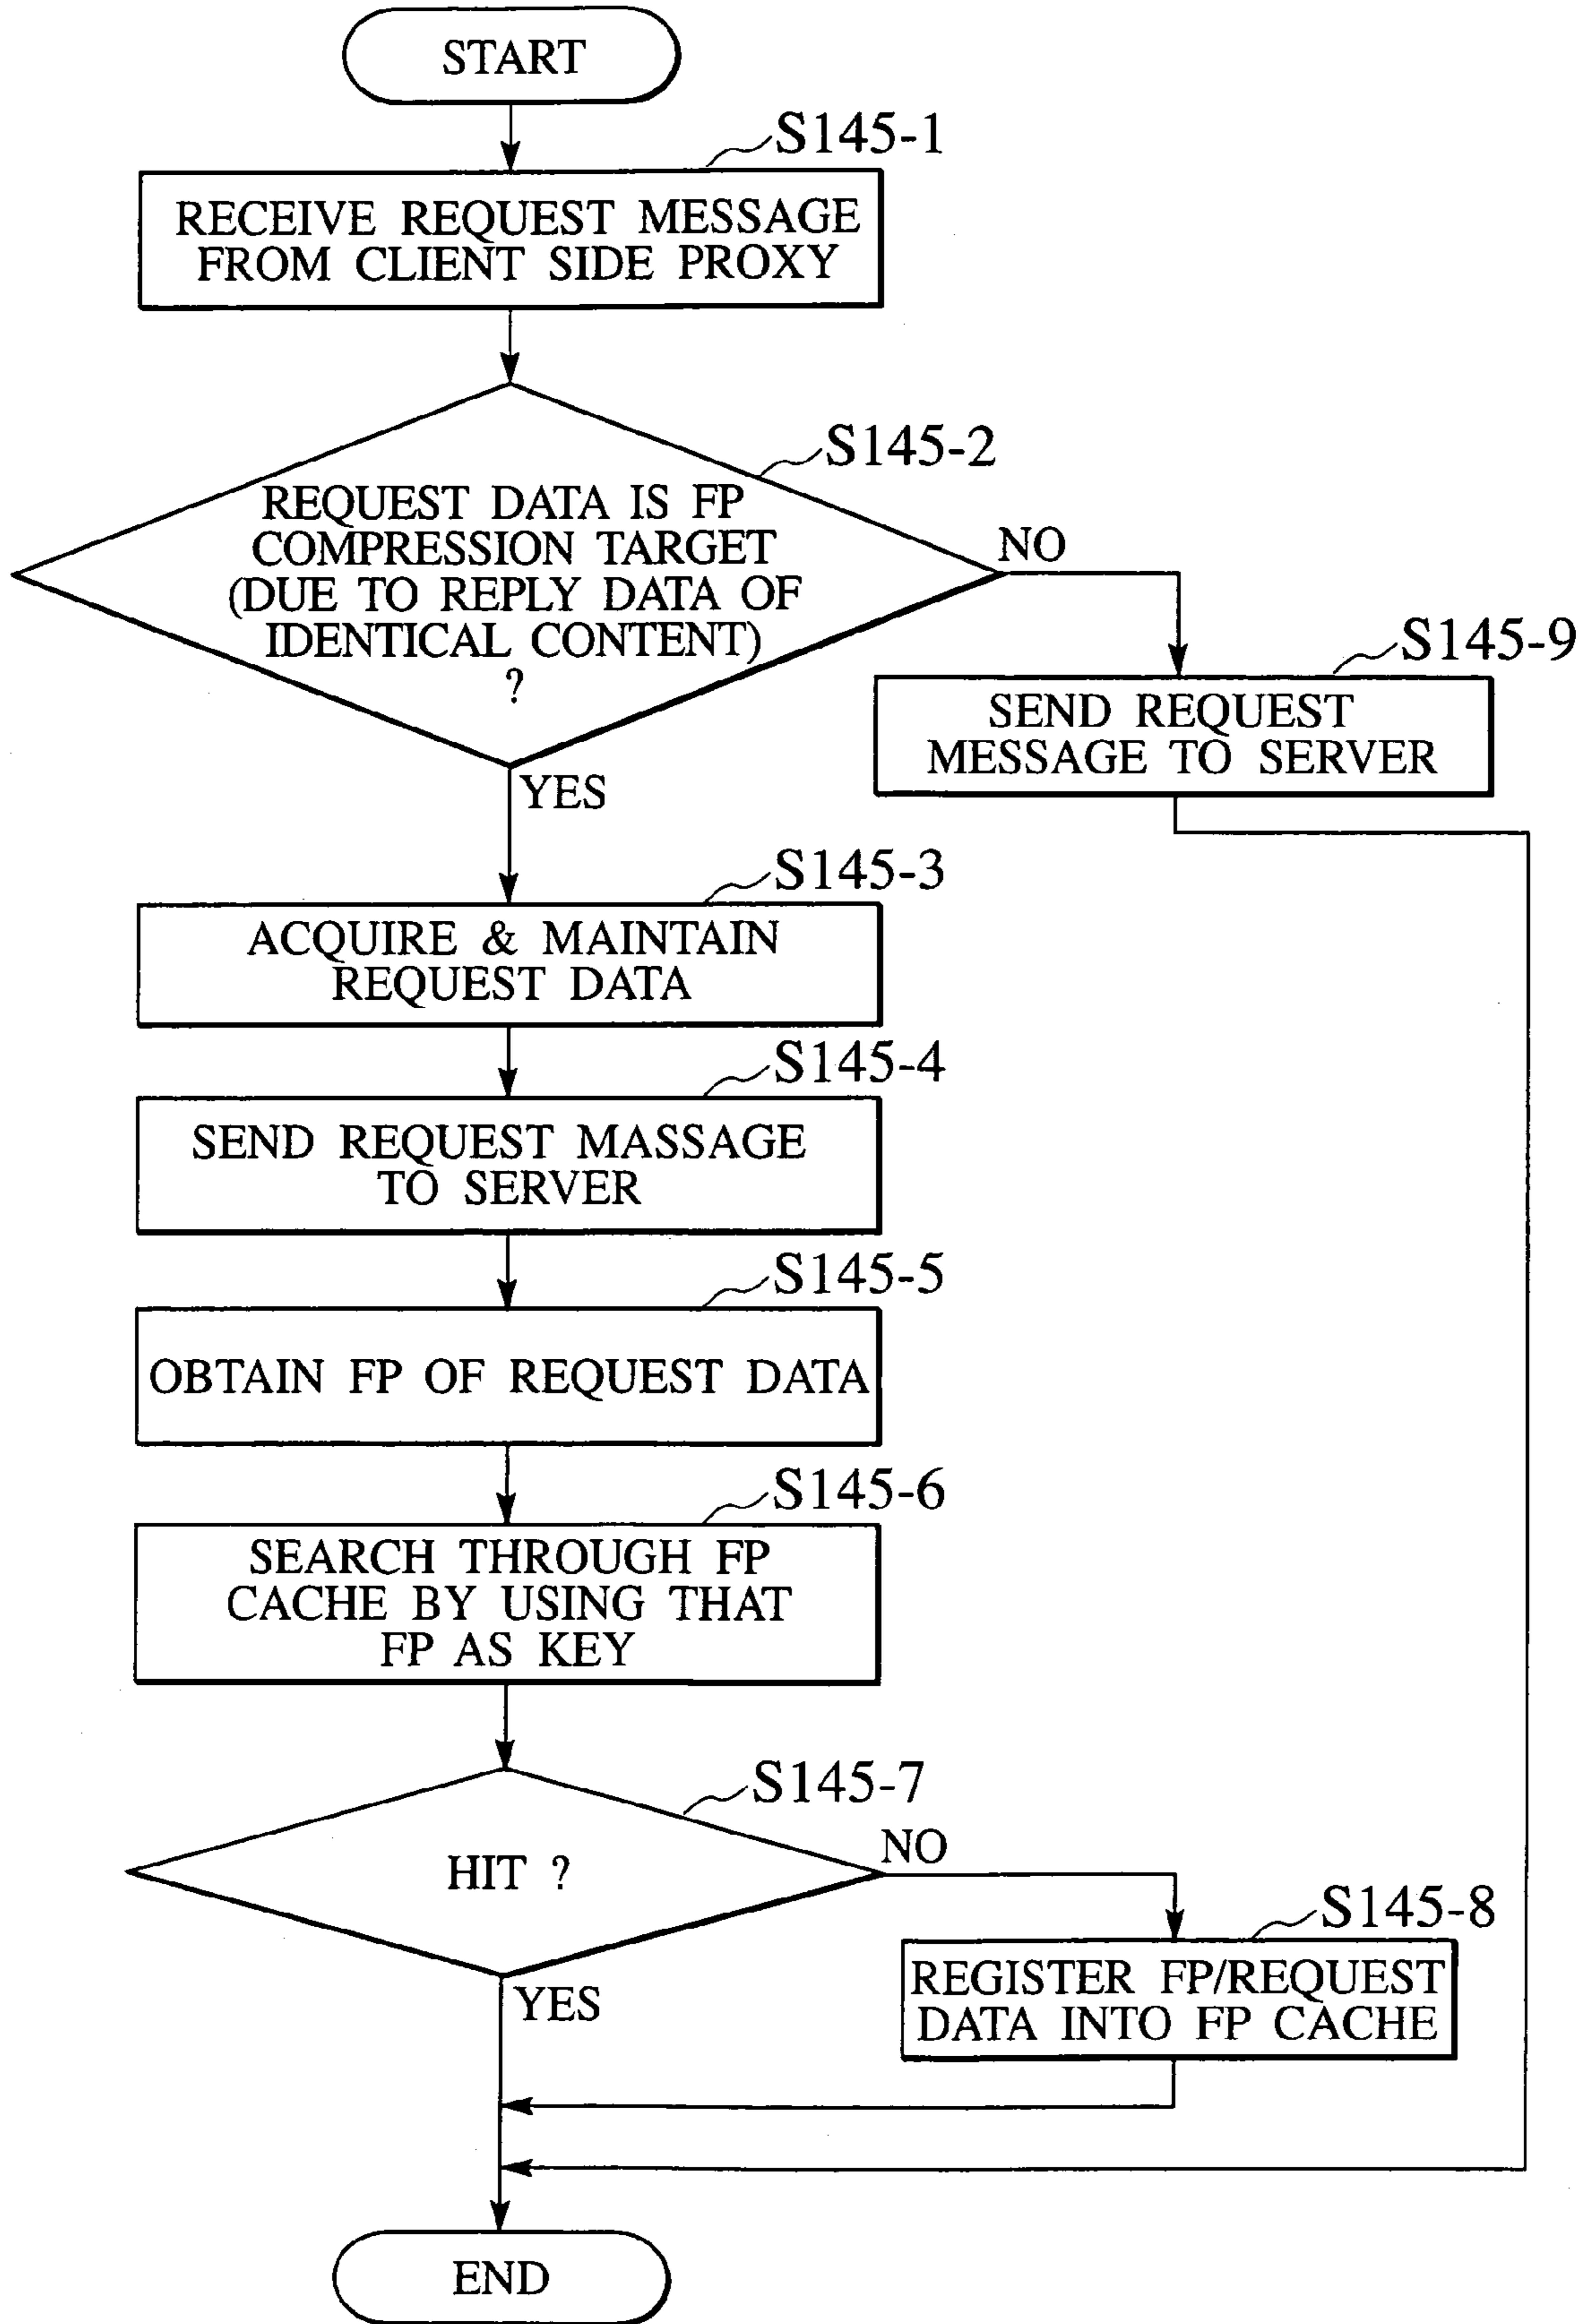 START
S145-1
RECEIVE REQUEST MESSAGE
FROM CLIENT SIDE PROXY
S145-2
REQUEST DATA IS FP
COMPRESSION TARGET
(DUE TO REPLY DATA OF
IDENTICAL CONTENT)
?
NO
S145-9
SEND REQUEST
MESSAGE TO SERVER
YES
S145-3
ACQUIRE & MAINTAIN
REQUEST DATA
S145-4
SEND REQUEST MASSAGE
TO SERVER
S145-5
OBTAIN FP OF REQUEST DATA
S145-6
SEARCH THROUGH FP
CACHE BY USING THAT
FP AS KEY
S145-7
HIT ?
NO
S145-8
REGISTER FP/REQUEST
DATA INTO FP CACHE
YES
END